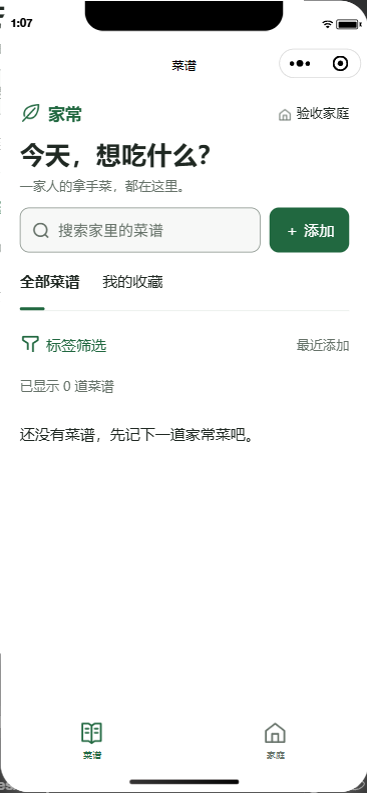 1:07
菜谱
家常
验收家庭
今天，想吃什么？
一家人的拿手菜，都在这里。
搜索家里的菜谱
+ 添加
全部菜谱 我的收藏
标签筛选
最近添加
已显示 0 道菜谱
还没有菜谱，先记下一道家常菜吧。
菜谱
家庭